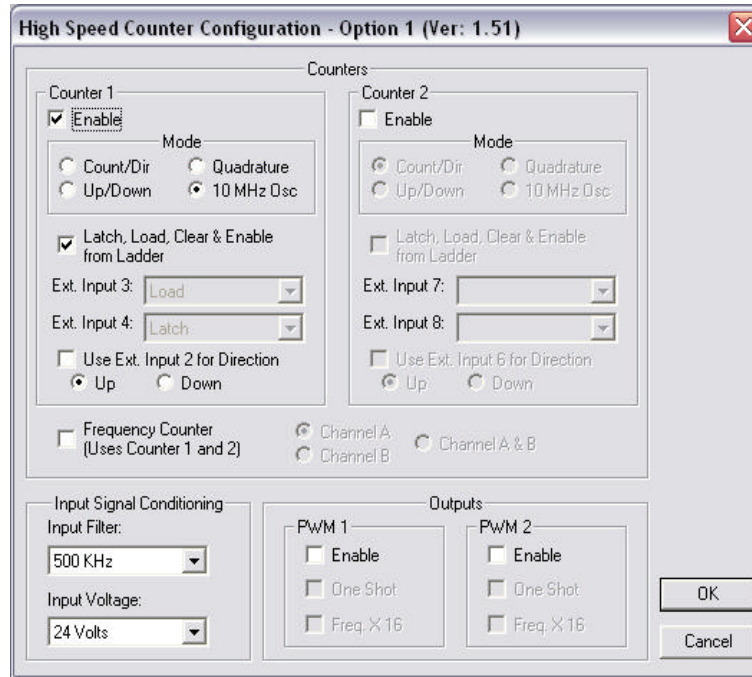 High Speed Counter Configuration - Option 1 (Ver: 1.51)
Counters
Counter 1
Enable
Mode
Count/Dir
Quadrature
Up/Down
10 MHz Osc
Latch, Load, Clear & Enable
from Ladder
Ext. Input 3:
Load
Ext. Input 4:
Latch
Use Ext. Input 2 for Direction
Up
Down
Counter 2
Enable
Mode
Count/Dir
Quadrature
Up/Down
10 MHz Osc
Latch, Load, Clear & Enable
from Ladder
Ext. Input 7:
Ext. Input 8:
Use Ext. Input 6 for Direction
Up
Down
Frequency Counter
(Uses Counter 1 and 2)
Channel A
Channel B
Channel A & B
Input Signal Conditioning
Input Filter:
500 KHz
Input Voltage:
24 Volts
Outputs
PWM 1
Enable
One Shot
Freq. X 16
PWM 2
Enable
One Shot
Freq. X 16
OK
Cancel